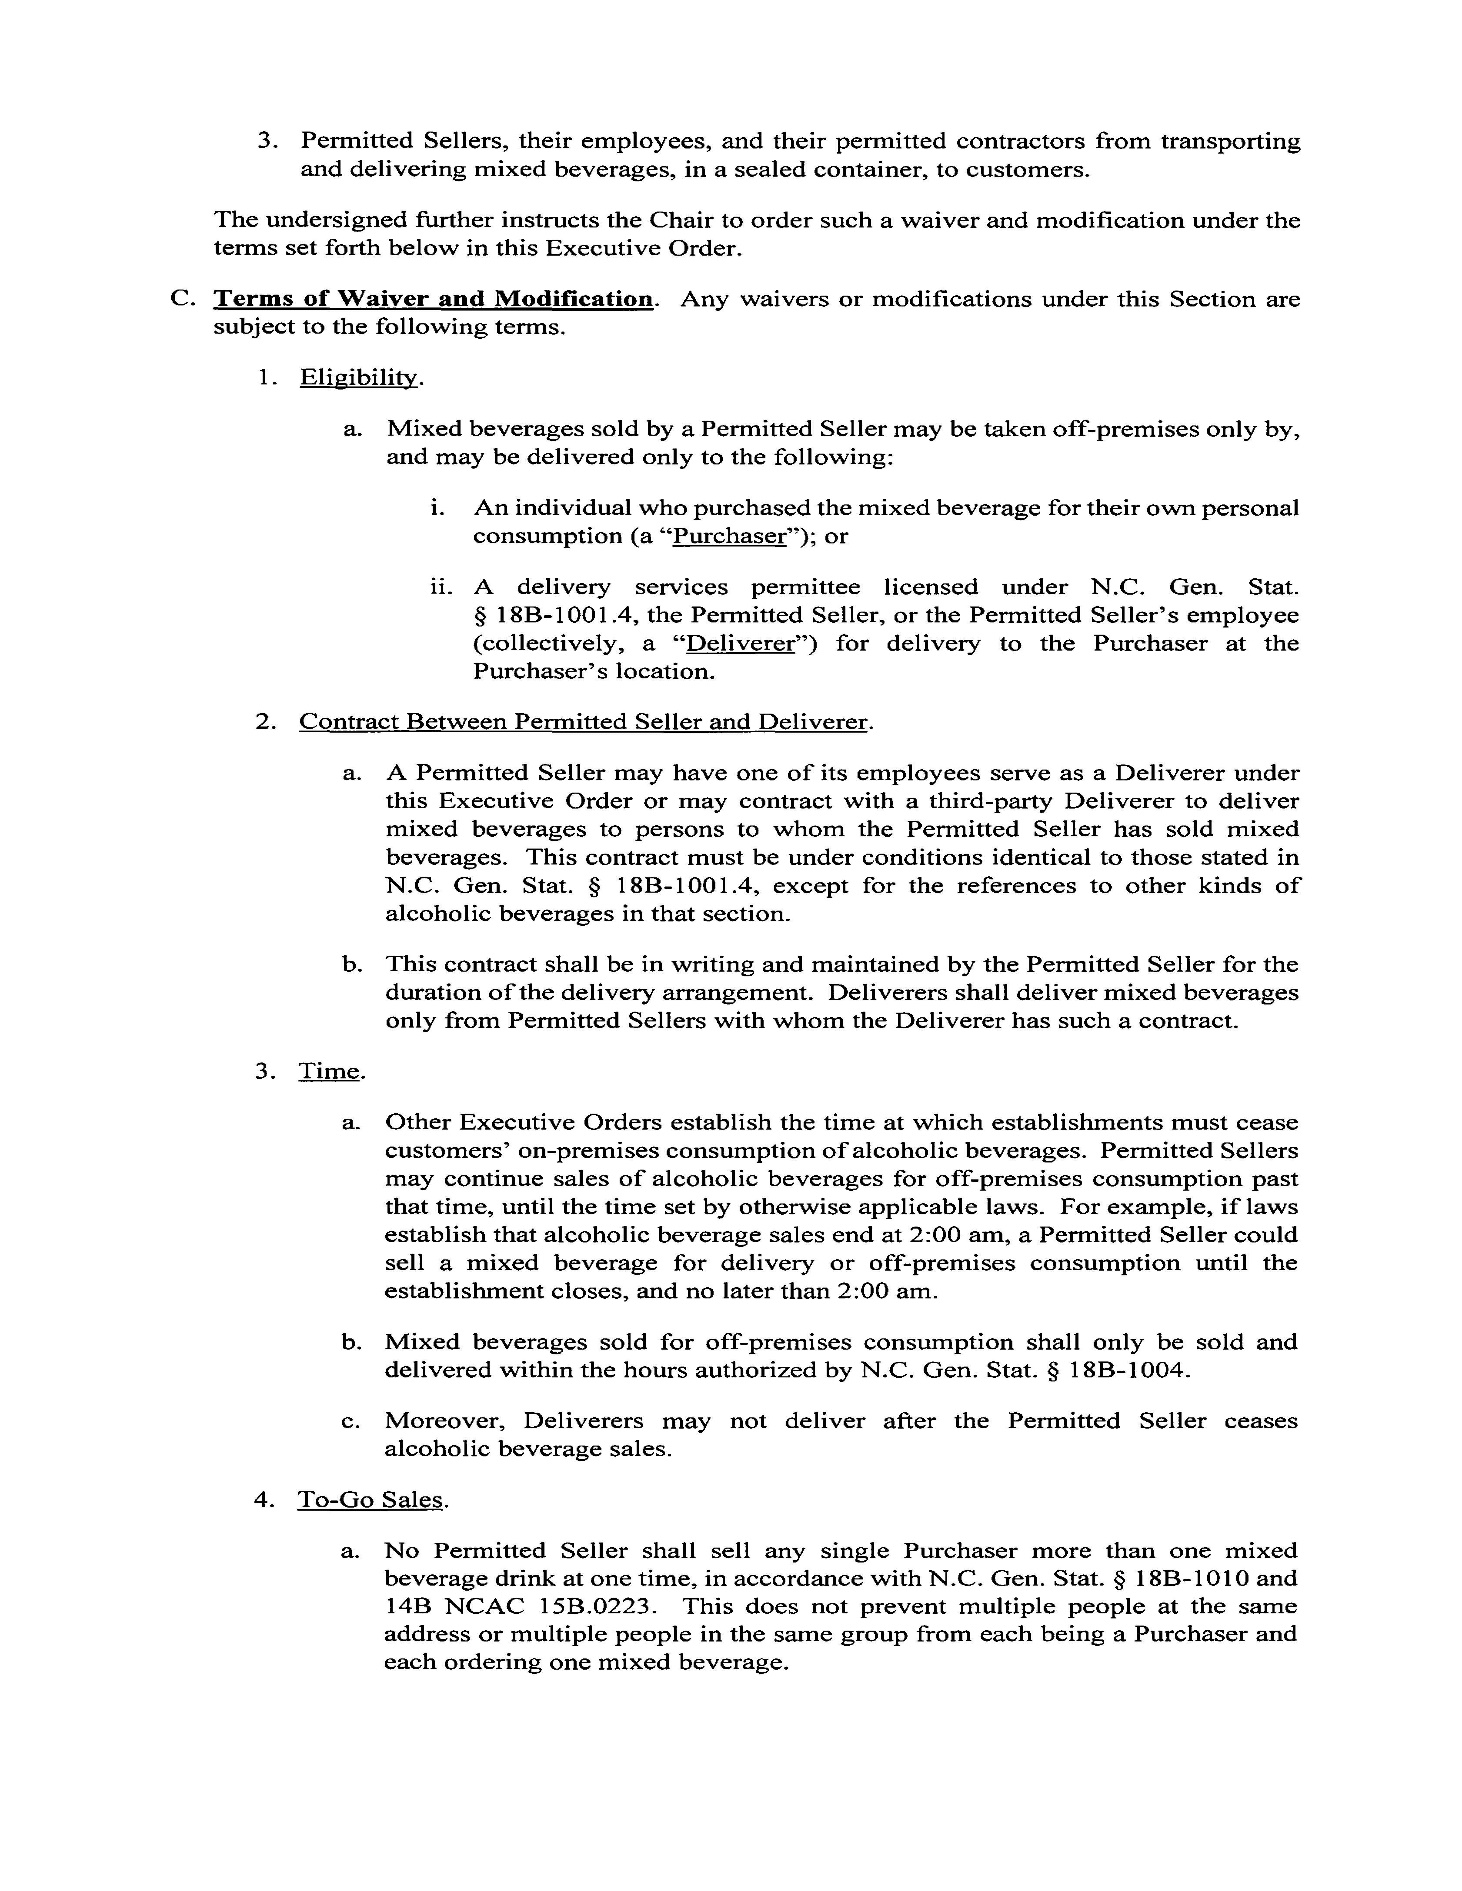 3. Permitted Sellers, their employees, and their permitted contractors from transporting
and delivering mixed beverages, in a sealed container, to customers.
The undersigned further instructs the Chair to order such a waiver and modification under the
terms set forth below in this Executive Order.
C. Terms of Waiver and Modification. Any waivers or modifications under this Section are
subject to the following terms.
1. Eligibility.
a. Mixed beverages sold by a Permitted Seller may be taken off-premises only by,
and may be delivered only to the following:
i. An individual who purchased the mixed beverage for their own personal
consumption (a “Purchaser”); or
ii. A delivery services permittee licensed under N.C. Gen. Stat.
§ 18B-1001.4, the Permitted Seller, or the Permitted Seller’s employee
(collectively, a “Deliverer”) for delivery to the Purchaser at the
Purchaser’s location.
2. Contract Between Permitted Seller and Deliverer.
a. A Permitted Seller may have one of its employees serve as a Deliverer under
this Executive Order or may contract with a third-party Deliverer to deliver
mixed beverages to persons to whom the Permitted Seller has sold mixed
beverages. This contract must be under conditions identical to those stated in
N.C. Gen. Stat. § 18B-1001.4, except for the references to other kinds of
alcoholic beverages in that section.
b. This contract shall be in writing and maintained by the Permitted Seller for the
duration of the delivery arrangement. Deliverers shall deliver mixed beverages
only from Permitted Sellers with whom the Deliverer has such a contract.
3. Time.
a. Other Executive Orders establish the time at which establishments must cease
customers’ on-premises consumption of alcoholic beverages. Permitted Sellers
may continue sales of alcoholic beverages for off-premises consumption past
that time, until the time set by otherwise applicable laws. For example, if laws
establish that alcoholic beverage sales end at 2:00 am, a Permitted Seller could
sell a mixed beverage for delivery or off-premises consumption until the
establishment closes, and no later than 2:00 am.
b. Mixed beverages sold for off-premises consumption shall only be sold and
delivered within the hours authorized by N.C. Gen. Stat. § 18B-1004.
c. Moreover, Deliverers may not deliver after the Permitted Seller ceases
alcoholic beverage sales.
4. To-Go Sales.
a. No Permitted Seller shall sell any single Purchaser more than one mixed
beverage drink at one time, in accordance with N.C. Gen. Stat. § 18B-1010 and
14B NCAC 15B.0223. This does not prevent multiple people at the same
address or multiple people in the same group from each being a Purchaser and
each ordering one mixed beverage.